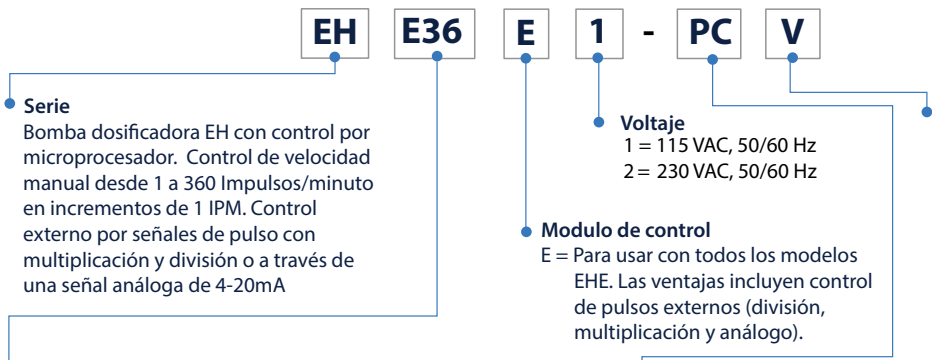 EH E36 E 1 - PC V
Serie
Bomba dosificadora EH con control por
microprocesador. Control de velocidad
manual desde 1 a 360 Impulsos/minuto
en incrementos de 1 IPM. Control
externo por señales de pulso con
multiplicación y división o a través de
una señal análoga de 4-20mA
Voltaje
1 = 115 VAC, 50/60 Hz
2 = 230 VAC, 50/60 Hz
Modulo de control
E = Para usar con todos los modelos
EHE. Las ventajas incluyen control
de pulsos externos (división,
multiplicación y análogo).